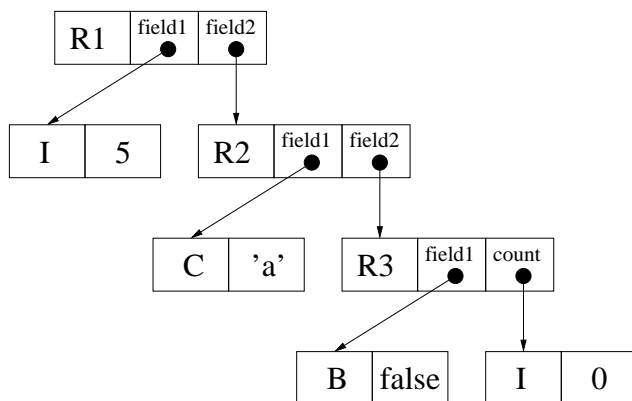 R1 field1 field2
I 5 R2 field1 field2
C 'a' R3 field1 count
B false I 0